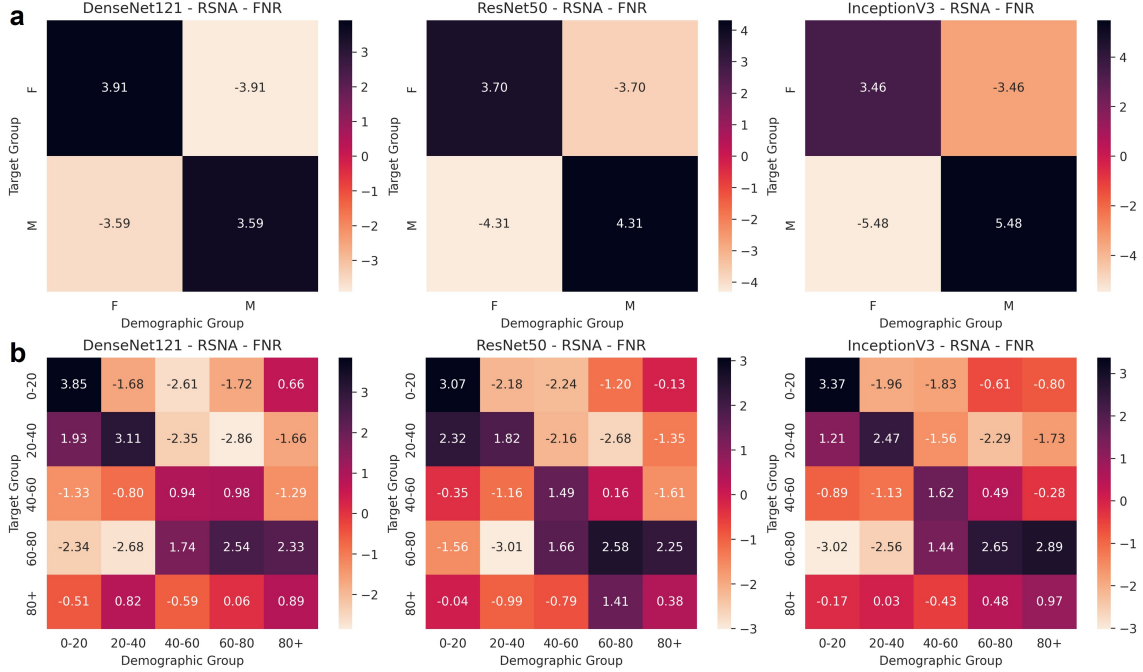 a
DenseNet121 - RSNA - FNR
Target Group
F
M
3.91 -3.91
-3.59 3.59
F M
Demographic Group
3
2
1
0
−1
−2
−3
ResNet50 - RSNA - FNR
Target Group
F
M
3.70 -3.70
-4.31 4.31
F M
Demographic Group
4
3
2
1
0
−1
−2
−3
−4
InceptionV3 - RSNA - FNR
Target Group
F
M
3.46 -3.46
-5.48 5.48
F M
Demographic Group
4
2
0
−2
−4
b
DenseNet121 - RSNA - FNR
Target Group
0-20 3.85 -1.68 -2.61 -1.72 0.66
20-40 1.93 3.11 -2.35 -2.86 -1.66
40-60 -1.33 -0.80 0.94 0.98 -1.29
60-80 -2.34 -2.68 1.74 2.54 2.33
80+ -0.51 0.82 -0.59 0.06 0.89
0-20 20-40 40-60 60-80 80+
Demographic Group
3
2
1
0
−1
−2
ResNet50 - RSNA - FNR
Target Group
0-20 3.07 -2.18 -2.24 -1.20 -0.13
20-40 2.32 1.82 -2.16 -2.68 -1.35
40-60 -0.35 -1.16 1.49 0.16 -1.61
60-80 -1.56 -3.01 1.66 2.58 2.25
80+ -0.04 -0.99 -0.79 1.41 0.38
0-20 20-40 40-60 60-80 80+
Demographic Group
3
2
1
0
−1
−2
−3
InceptionV3 - RSNA - FNR
Target Group
0-20 3.37 -1.96 -1.83 -0.61 -0.80
20-40 1.21 2.47 -1.56 -2.29 -1.73
40-60 -0.89 -1.13 1.62 0.49 -0.28
60-80 -3.02 -2.56 1.44 2.65 2.89
80+ -0.17 0.03 -0.43 0.48 0.97
0-20 20-40 40-60 60-80 80+
Demographic Group
3
2
1
0
−1
−2
−3